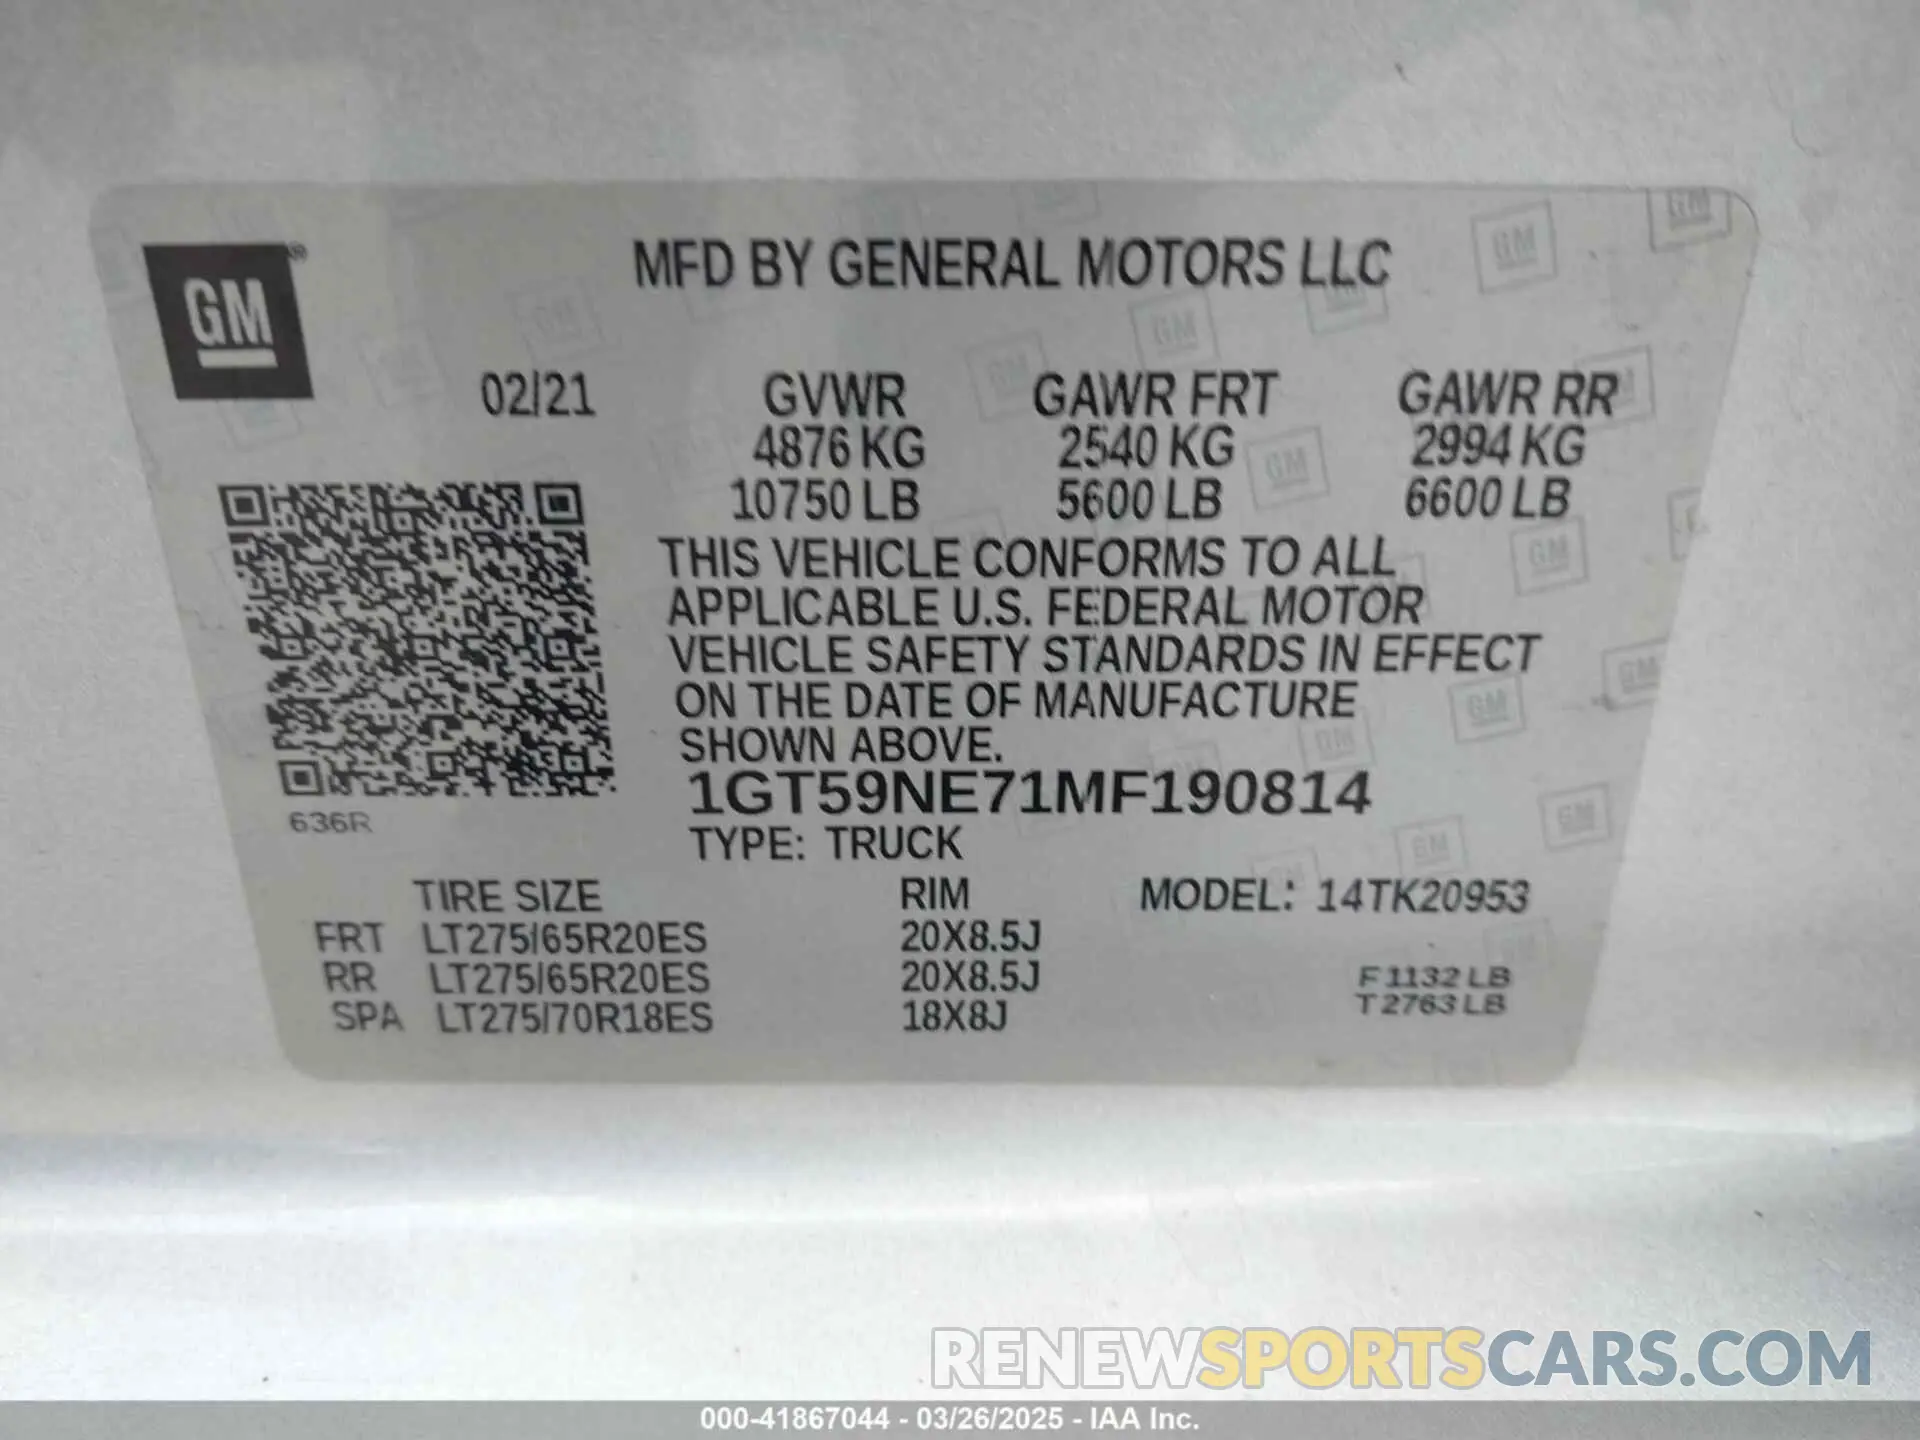 MFD BY GENERAL MOTORS LLC
GM
02/21 GVWR GAWR FRT GAWR RR
4876 KG 2540 KG 2994 KG
10750 LB 5600 LB 6600 LB
THIS VEHICLE CONFORMS TO ALL
APPLICABLE U.S. FEDERAL MOTOR
VEHICLE SAFETY STANDARDS IN EFFECT
ON THE DATE OF MANUFACTURE
SHOWN ABOVE.
1GT59NE71MF190814
636R
TYPE: TRUCK
TIRE SIZE RIM MODEL: 14TK20953
FRT LT275/65R20ES 20X8.5J
RR LT275/65R20ES 20X8.5J
SPA LT275/70R18ES 18X8J
F 1132 LB
T 2763 LB
RENEWSPORTSCARS.COM
000-41867044 - 03/26/2025 - IAA Inc.